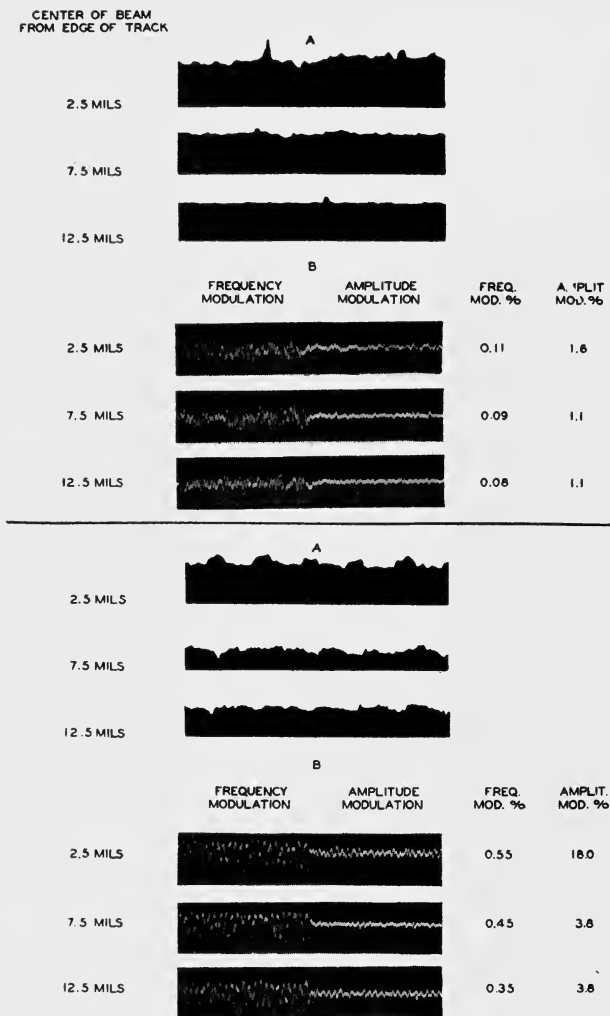 CENTER OF BEAM
FROM EDGE OF TRACK
A
2.5 MILS
7.5 MILS
12.5 MILS
B
FREQUENCY MODULATION AMPLITUDE MODULATION FREQ. MOD. % MOD. %
2.5 MILS 0.11 1.6
7.5 MILS 0.09 1.1
12.5 MILS 0.08 1.1
A
2.5 MILS
7.5 MILS
12.5 MILS
B
FREQUENCY MODULATION AMPLITUDE MODULATION FREQ. MOD. % AMPLIT. MOD. %
2.5 MILS 0.55 18.0
7.5 MILS 0.45 3.8
12.5 MILS 0.35 3.8